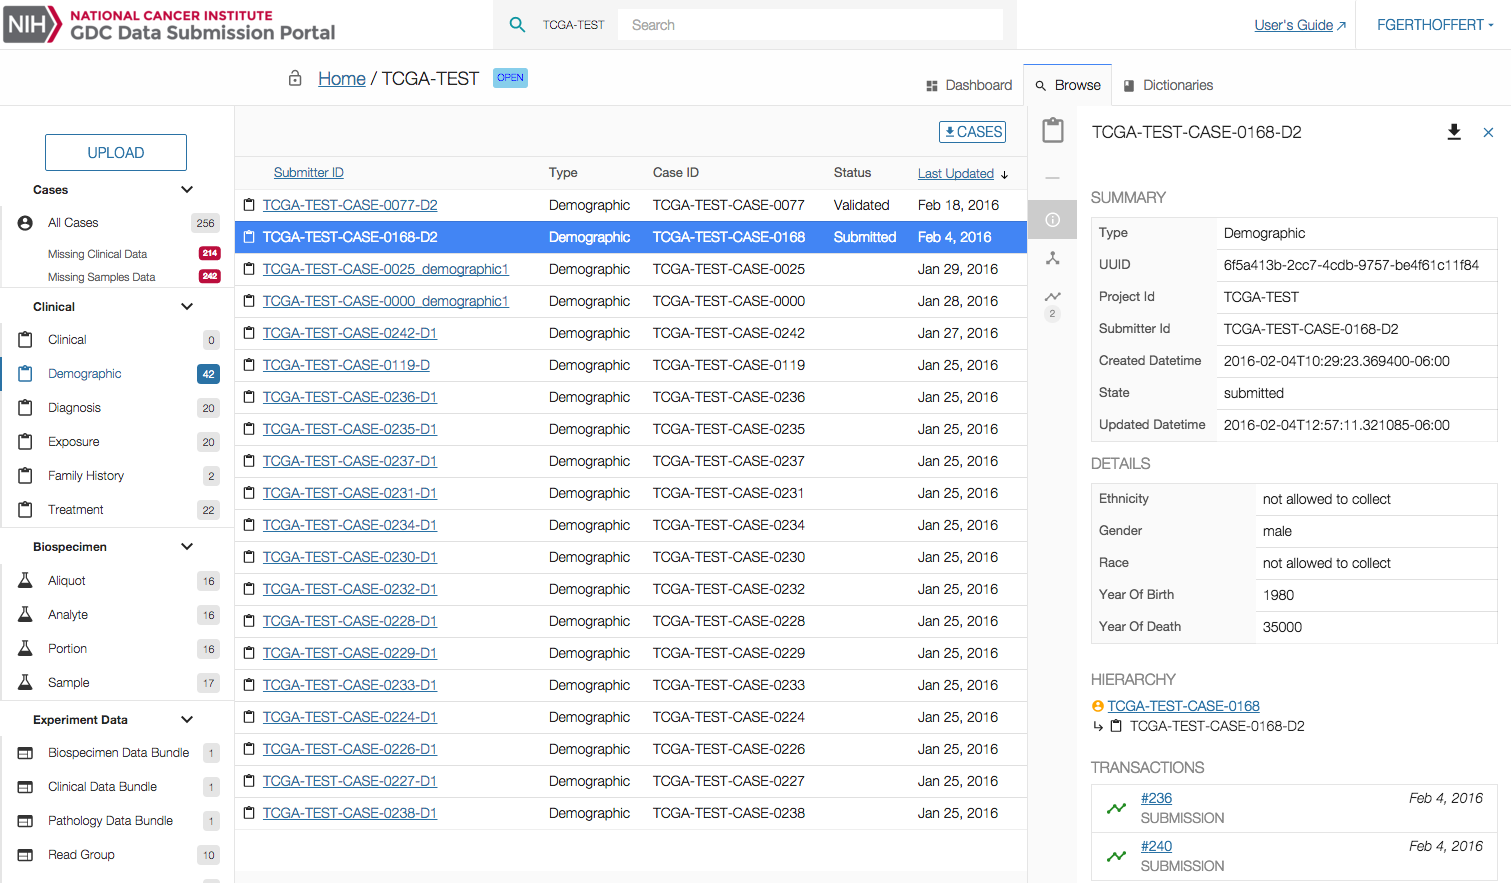 NIH NATIONAL CANCER INSTITUTE
GDC Data Submission Portal
TCGA-TEST Search
User's Guide
FGERTHOFFERT
Home / TCGA-TEST OPEN
Dashboard Browse Dictionaries
UPLOAD
Cases
All Cases 256
Missing Clinical Data 214
Missing Samples Data 242
Clinical
Clinical 0
Demographic 42
Diagnosis 20
Exposure 20
Family History 2
Treatment 22
Biospecimen
Aliquot 16
Analyte 16
Portion 16
Sample 17
Experiment Data
Biospecimen Data Bundle 1
Clinical Data Bundle 1
Pathology Data Bundle 1
Read Group 10
CASES
Submitter ID Type Case ID Status Last Updated
TCGA-TEST-CASE-0077-D2 Demographic TCGA-TEST-CASE-0077 Validated Feb 18, 2016
TCGA-TEST-CASE-0168-D2 Demographic TCGA-TEST-CASE-0168 Submitted Feb 4, 2016
TCGA-TEST-CASE-0025_demographic1 Demographic TCGA-TEST-CASE-0025 Jan 29, 2016
TCGA-TEST-CASE-0000_demographic1 Demographic TCGA-TEST-CASE-0000 Jan 28, 2016
TCGA-TEST-CASE-0242-D1 Demographic TCGA-TEST-CASE-0242 Jan 27, 2016
TCGA-TEST-CASE-0119-D Demographic TCGA-TEST-CASE-0119 Jan 25, 2016
TCGA-TEST-CASE-0236-D1 Demographic TCGA-TEST-CASE-0236 Jan 25, 2016
TCGA-TEST-CASE-0235-D1 Demographic TCGA-TEST-CASE-0235 Jan 25, 2016
TCGA-TEST-CASE-0237-D1 Demographic TCGA-TEST-CASE-0237 Jan 25, 2016
TCGA-TEST-CASE-0231-D1 Demographic TCGA-TEST-CASE-0231 Jan 25, 2016
TCGA-TEST-CASE-0234-D1 Demographic TCGA-TEST-CASE-0234 Jan 25, 2016
TCGA-TEST-CASE-0230-D1 Demographic TCGA-TEST-CASE-0230 Jan 25, 2016
TCGA-TEST-CASE-0232-D1 Demographic TCGA-TEST-CASE-0232 Jan 25, 2016
TCGA-TEST-CASE-0228-D1 Demographic TCGA-TEST-CASE-0228 Jan 25, 2016
TCGA-TEST-CASE-0229-D1 Demographic TCGA-TEST-CASE-0229 Jan 25, 2016
TCGA-TEST-CASE-0233-D1 Demographic TCGA-TEST-CASE-0233 Jan 25, 2016
TCGA-TEST-CASE-0224-D1 Demographic TCGA-TEST-CASE-0224 Jan 25, 2016
TCGA-TEST-CASE-0226-D1 Demographic TCGA-TEST-CASE-0226 Jan 25, 2016
TCGA-TEST-CASE-0227-D1 Demographic TCGA-TEST-CASE-0227 Jan 25, 2016
TCGA-TEST-CASE-0238-D1 Demographic TCGA-TEST-CASE-0238 Jan 25, 2016
2
TCGA-TEST-CASE-0168-D2
SUMMARY
Type Demographic
UUID 6f5a413b-2cc7-4cdb-9757-be4f61c11f84
Project Id TCGA-TEST
Submitter Id TCGA-TEST-CASE-0168-D2
Created Datetime 2016-02-04T10:29:23.369400-06:00
State submitted
Updated Datetime 2016-02-04T12:57:11.321085-06:00
DETAILS
Ethnicity not allowed to collect
Gender male
Race not allowed to collect
Year Of Birth 1980
Year Of Death 35000
HIERARCHY
TCGA-TEST-CASE-0168
TCGA-TEST-CASE-0168-D2
TRANSACTIONS
#236 Feb 4, 2016
SUBMISSION
#240 Feb 4, 2016
SUBMISSION